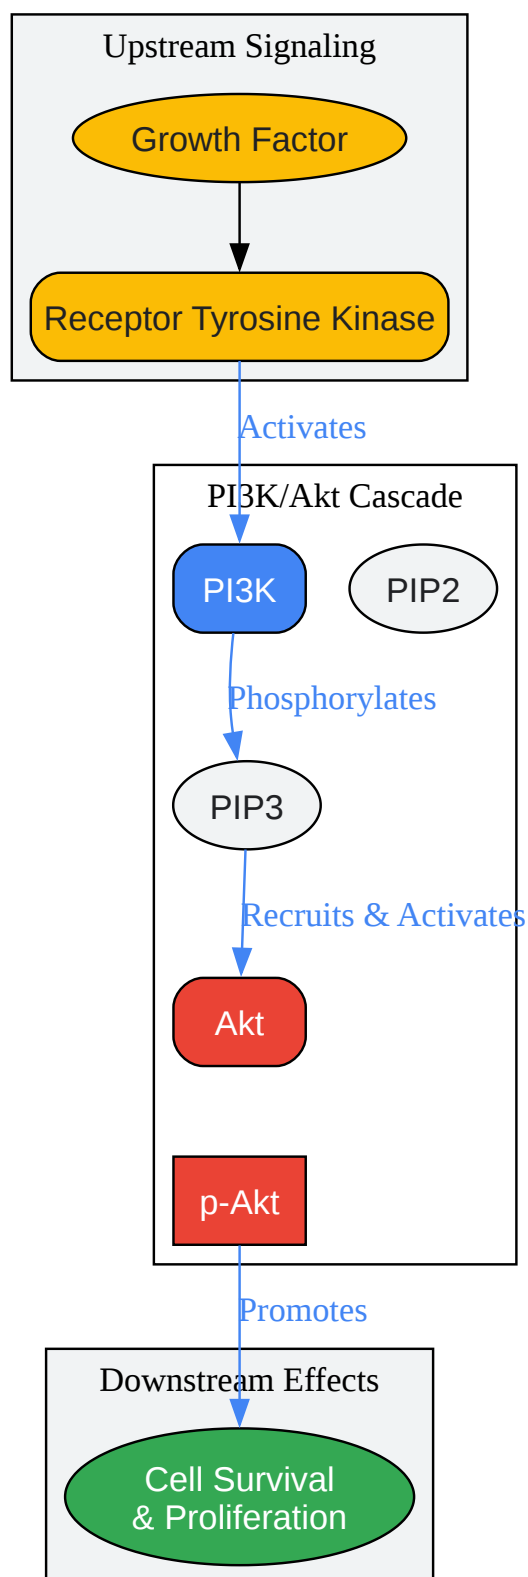 Upstream Signaling
Growth Factor
Receptor Tyrosine Kinase
Activates
PI3K/Akt Cascade
PI3K
PIP2
Phosphorylates
PIP3
Recruits & Activates
Akt
p-Akt
Promotes
Downstream Effects
Cell Survival
& Proliferation